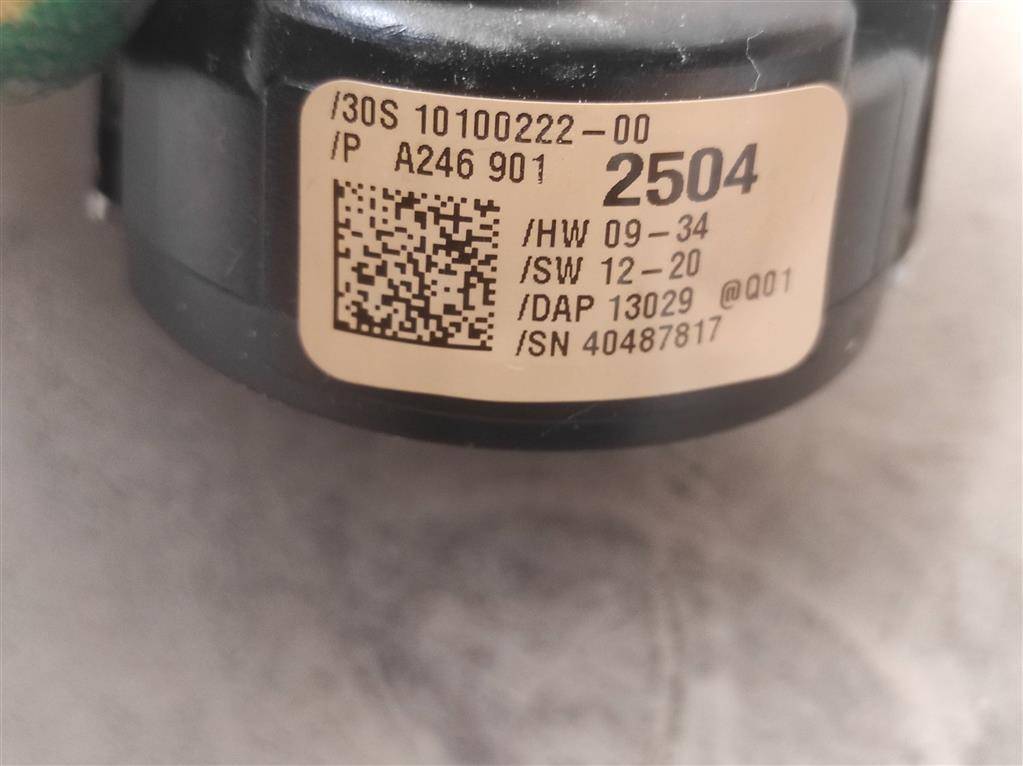 /30S 10100222-00
/P A246 901 2504
/HW 09-34
/SW 12-20
/DAP 13029 @Q01
/SN 40487817